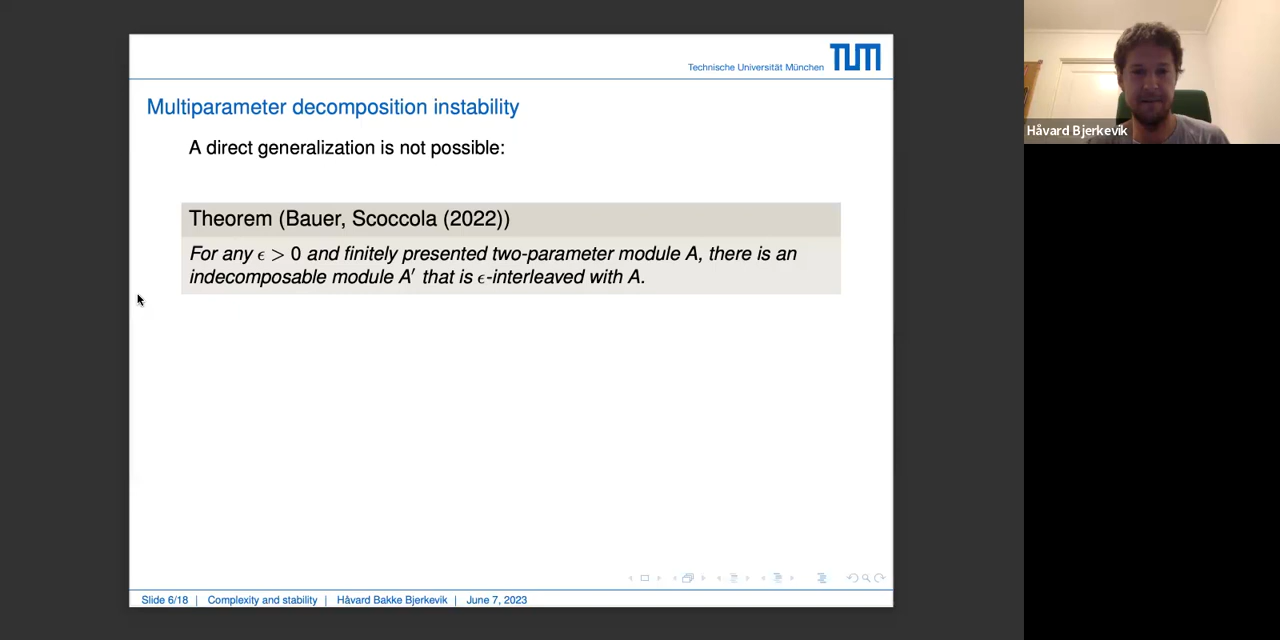 Technische Universität München TUM
Multiparameter decomposition instability
A direct generalization is not possible:
Theorem (Bauer, Scoccola (2022))
For any ϵ > 0 and finitely presented two-parameter module A, there is an
indecomposable module A′ that is ϵ-interleaved with A.
Slide 6/18 | Complexity and stability | Håvard Bakke Bjerkevik | June 7, 2023
Håvard Bjerkevik